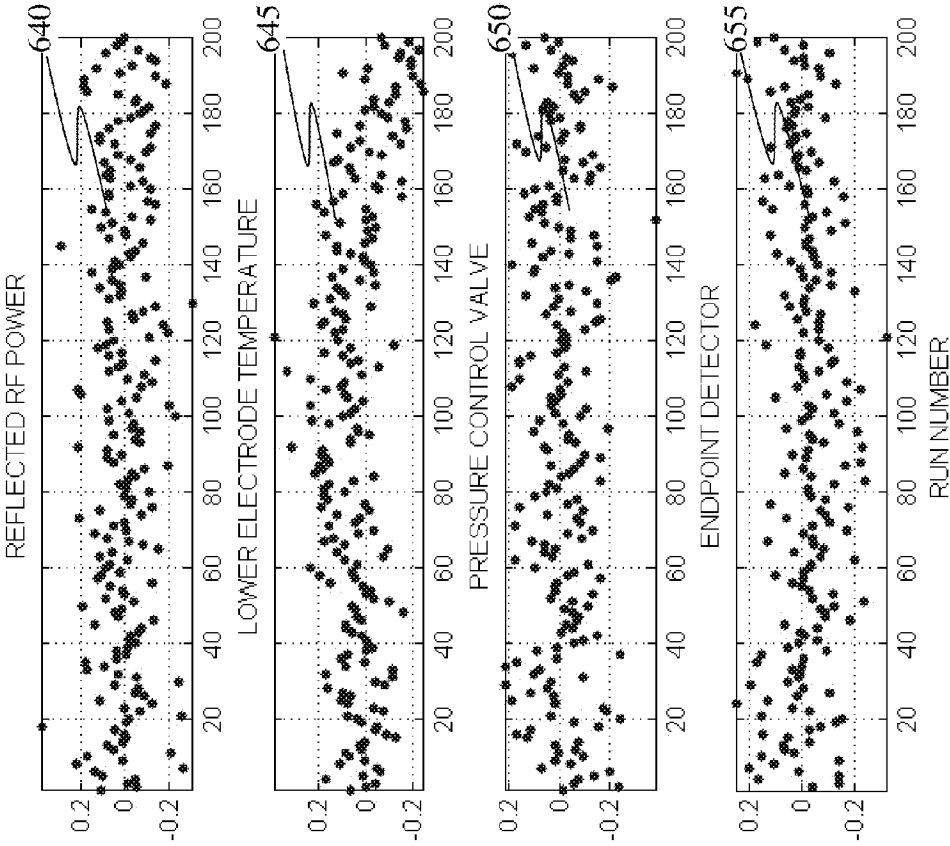 REFLECTED RF POWER
640
0.2
0
-0.2
20 40 60 80 100 120 140 160 180 200
LOWER ELECTRODE TEMPERATURE
645
0.2
0
-0.2
20 40 60 80 100 120 140 160 180 200
PRESSURE CONTROL VALVE
650
0.2
0
-0.2
20 40 60 80 100 120 140 160 180 200
ENDPOINT DETECTOR
655
0.2
0
-0.2
20 40 60 80 100 120 140 160 180 200
RUN NUMBER